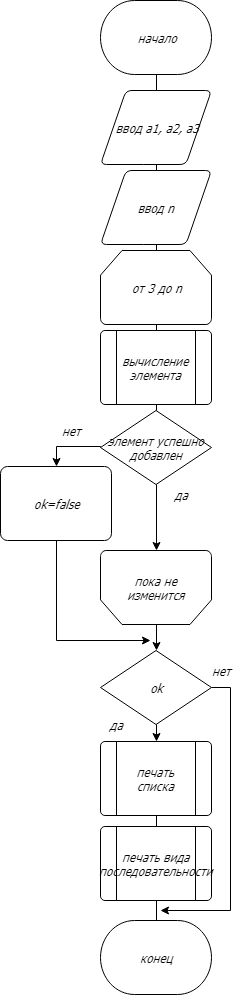 начало
ввод a1, a2, a3
ввод n
от 3 до n
вычисление
элемента
элемент успешно
добавлен
нет
да
ok=false
пока не
изменится
ok
нет
да
печать
списка
печать вида
последовательности
конец